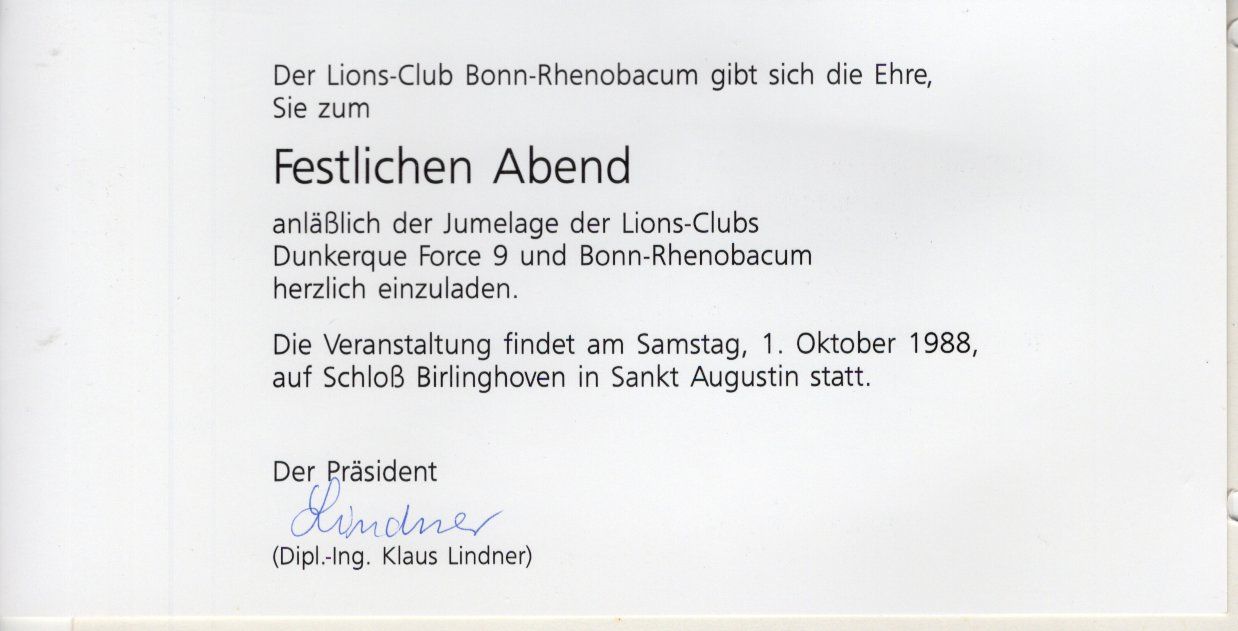 Der Lions-Club Bonn-Rhenobacum gibt sich die Ehre,
Sie zum
Festlichen Abend
anläßlich der Jumelage der Lions-Clubs
Dunkerque Force 9 und Bonn-Rhenobacum
herzlich einzuladen.
Die Veranstaltung findet am Samstag, 1. Oktober 1988,
auf Schloß Birlinghoven in Sankt Augustin statt.
Der Präsident
Lindner
(Dipl.-Ing. Klaus Lindner)